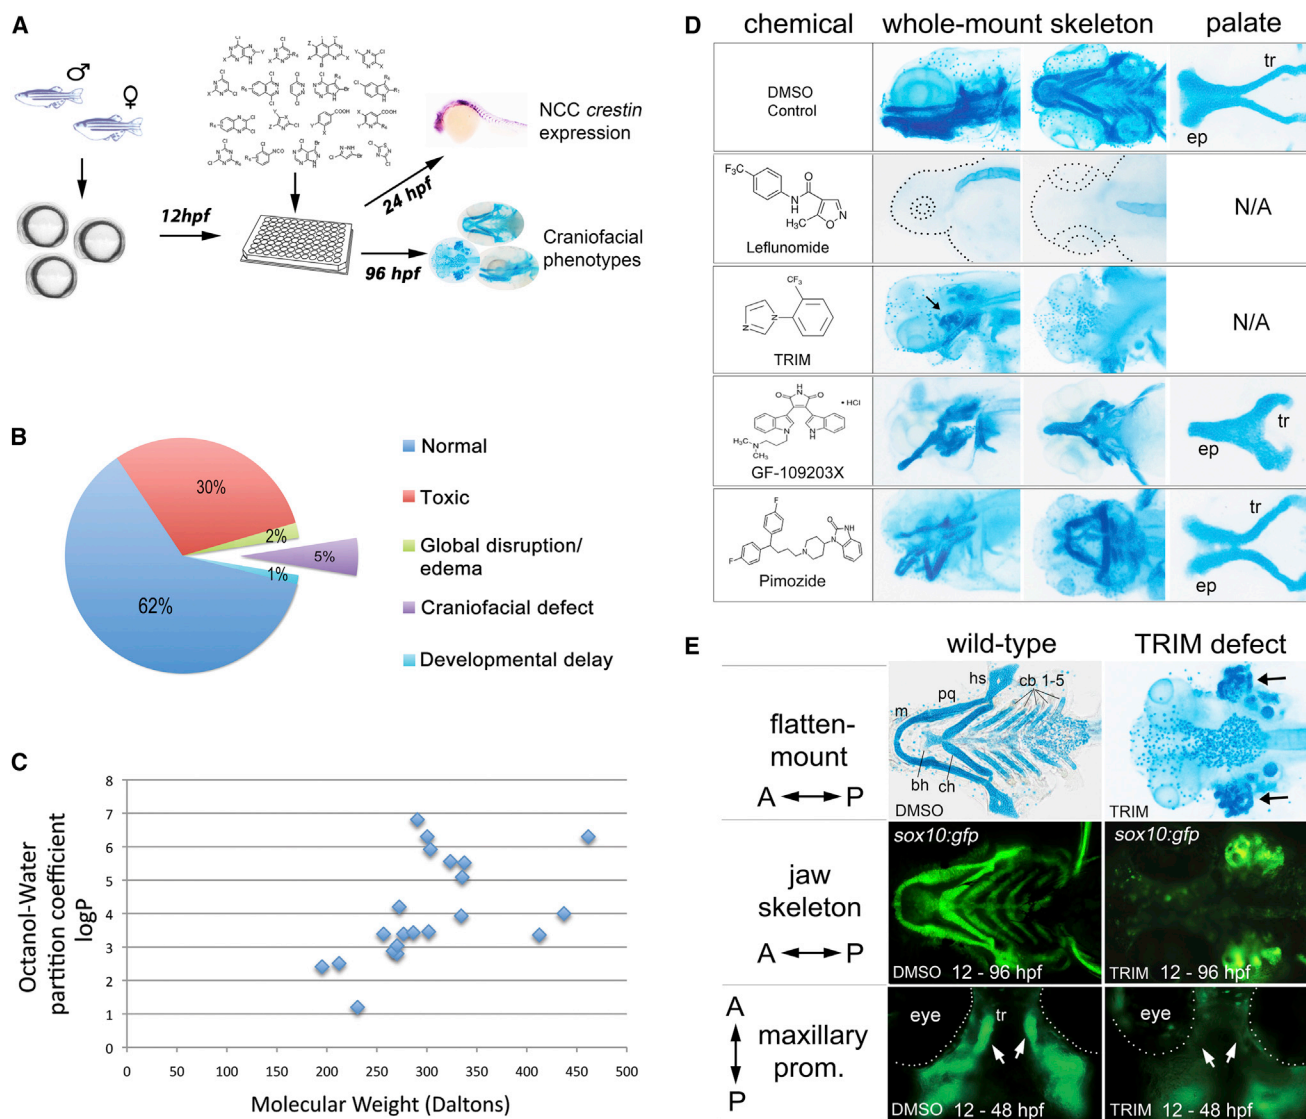 A
♂
♀
12hpf
24 hpf
96 hpf
NCC crestin
expression
Craniofacial
phenotypes
B
30%
2%
5%
1%
62%
Normal
Toxic
Global disruption/
edema
Craniofacial defect
Developmental delay
C
Octanol-Water
partition coefficient
logP
8
7
6
5
4
3
2
1
0
0 50 100 150 200 250 300 350 400 450 500
Molecular Weight (Daltons)
D
chemical whole-mount skeleton palate
DMSO
Control
tr
ep
F₃C
O
N
H
CH₃
O
N
Leflunomide
N/A
CF₃
N
N
TRIM
N/A
H
N
O
O
• HCl
N
N
H
H₃C
N
CH₃
GF-109203X
ep
tr
F
F
N
N
O
NH
Pimozide
tr
ep
E
wild-type TRIM defect
flatten-
mount
A P
hs
cb 1-5
pq
m
bh
ch
DMSO
TRIM
jaw
skeleton
A P
sox10:gfp
DMSO 12 - 96 hpf
sox10:gfp
TRIM 12 - 96 hpf
A
maxillary
prom.
P
eye
tr
DMSO 12 - 48 hpf
eye
TRIM 12 - 48 hpf